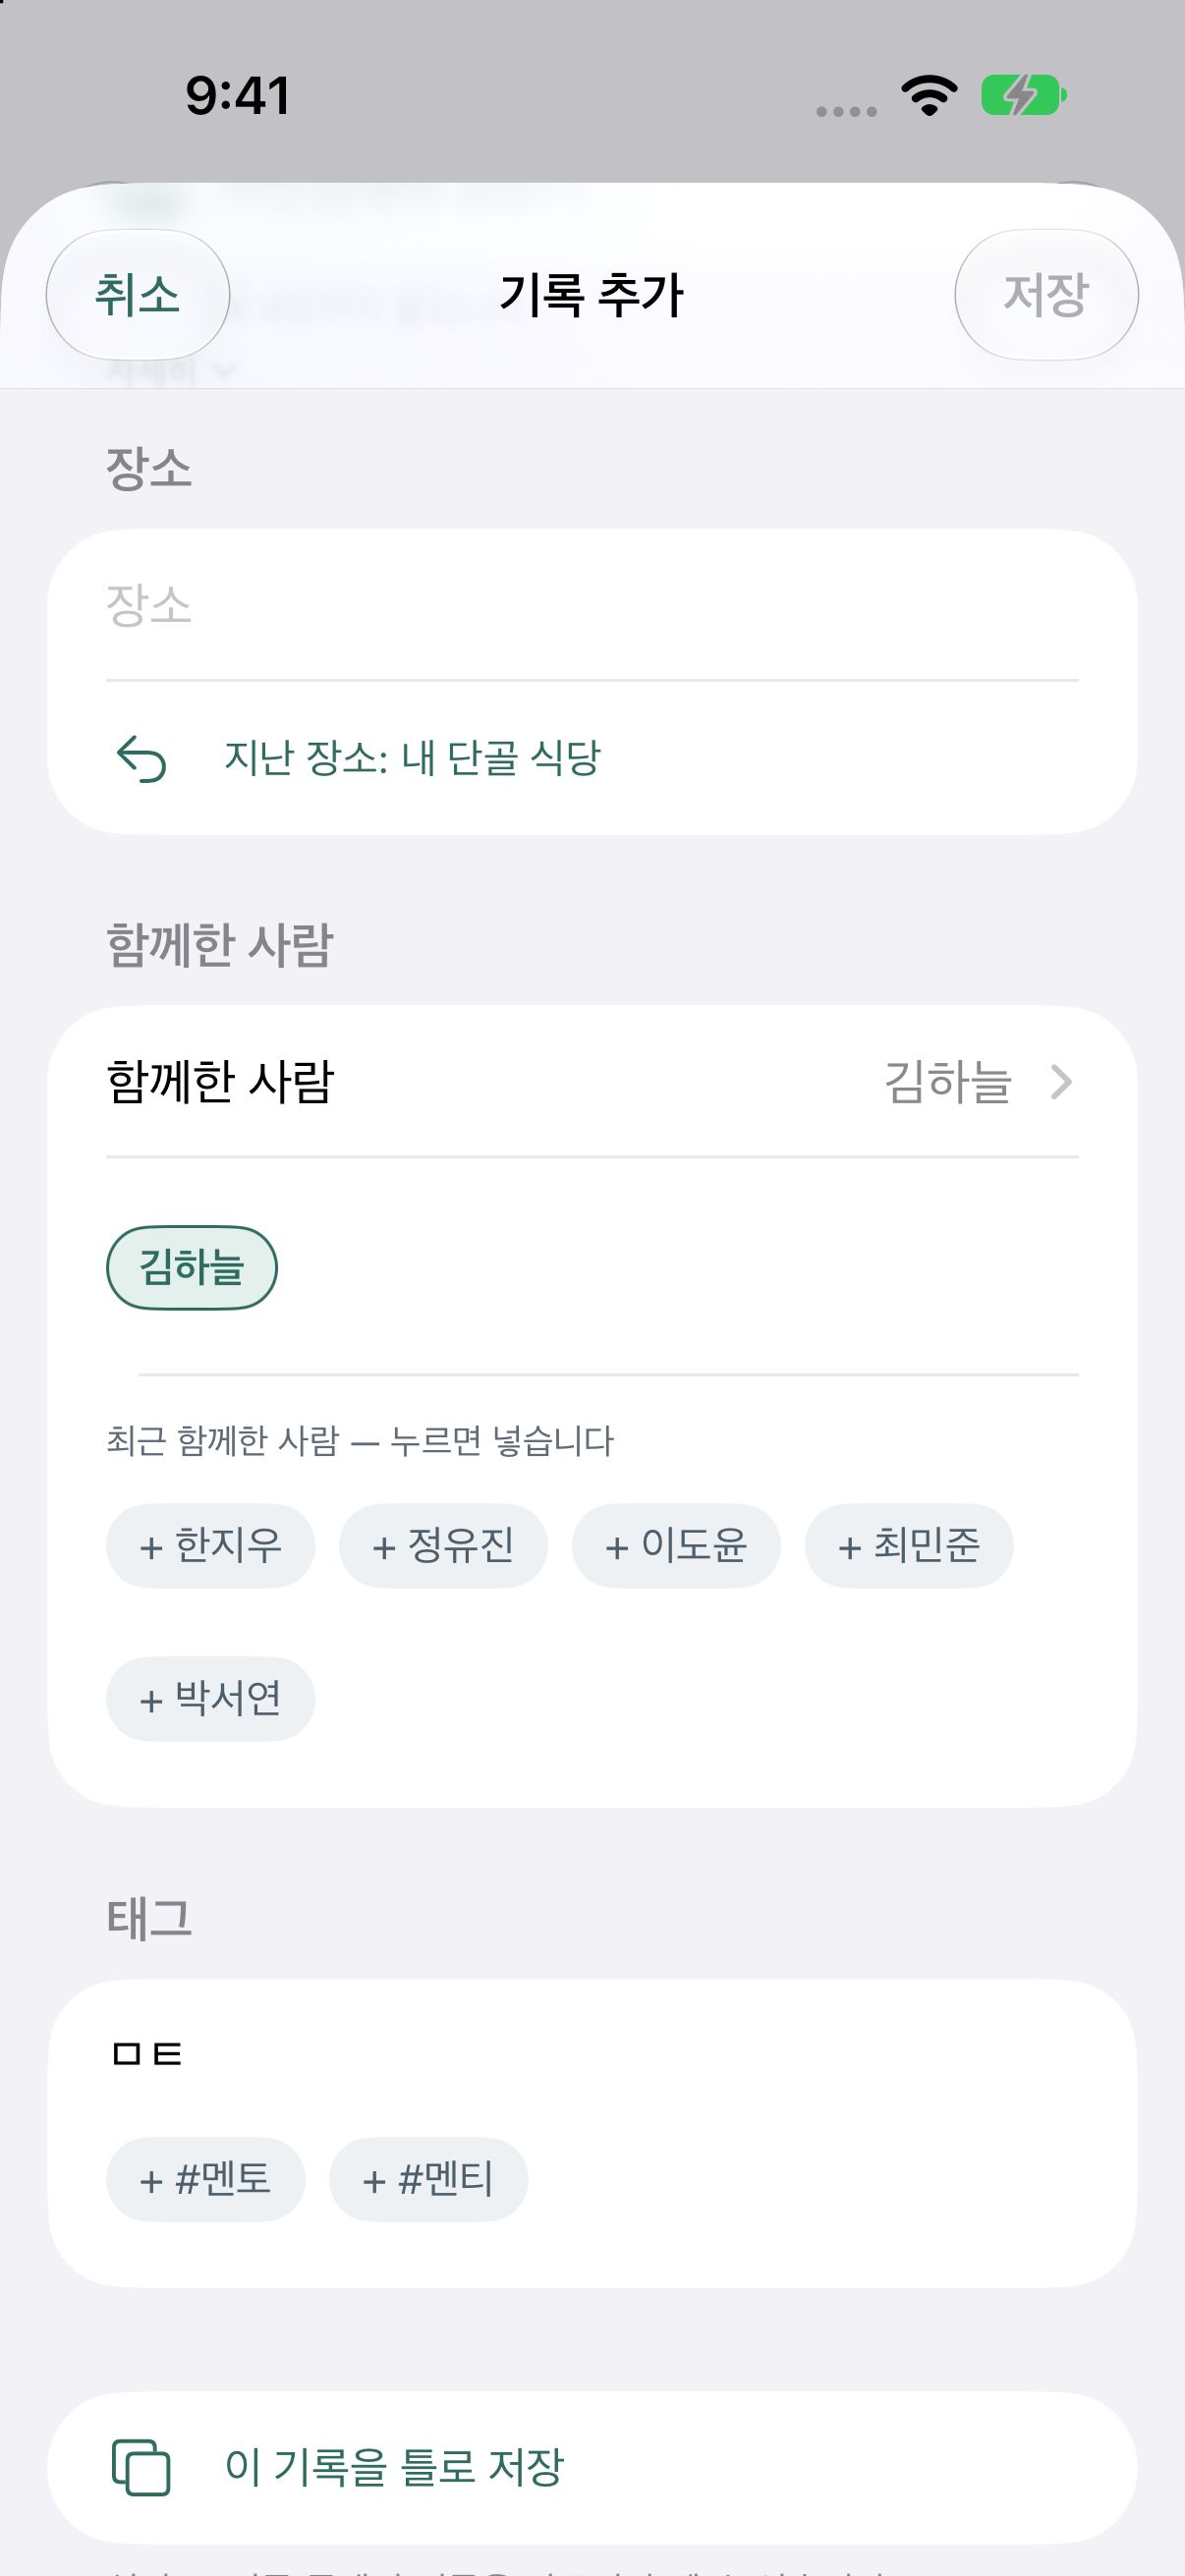 9:41
취소
기록 추가
저장
자세히
장소
장소
지난 장소: 내 단골 식당
함께한 사람
함께한 사람 김하늘
김하늘
최근 함께한 사람 — 누르면 넣습니다
+ 한지우 + 정유진 + 이도윤 + 최민준
+ 박서연
태그
ㅁㅌ
+ #멘토 + #멘티
이 기록을 틀로 저장